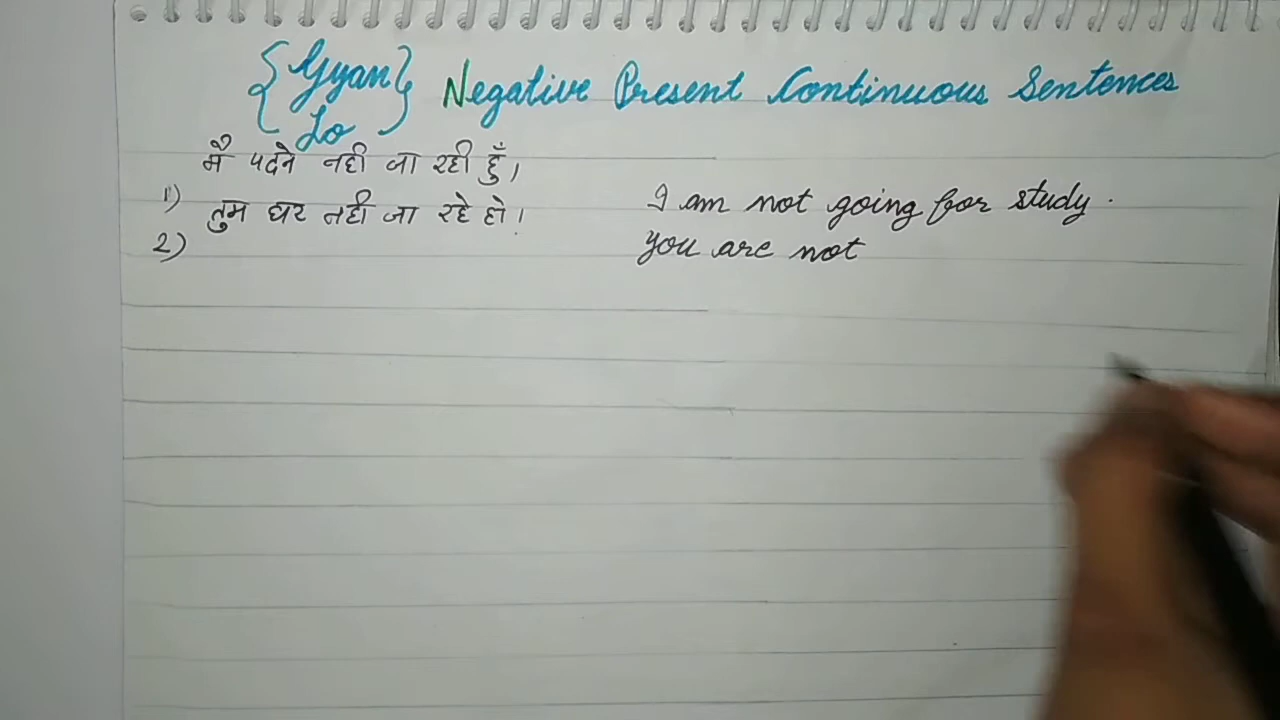 {Gyan Lo} Negative Present Continuous Sentences
1) मै पढने नही जा रही हुँ।
I am not going for study.
2) तुम घर नही जा रहे हो।
You are not